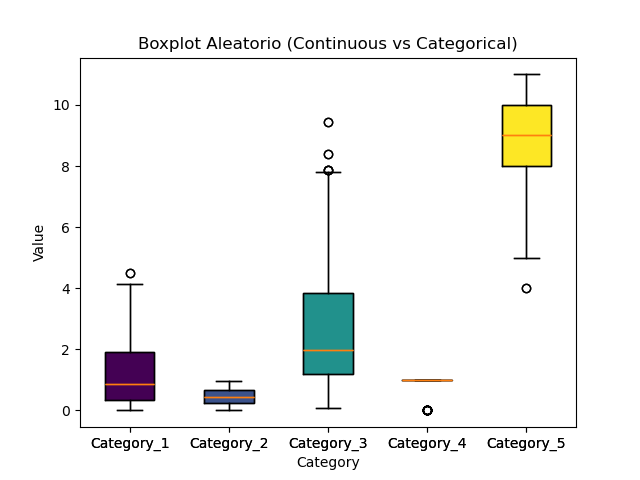 Boxplot Aleatorio (Continuous vs Categorical)
10
8
6
4
2
0
Value
Category_1 Category_2 Category_3 Category_4 Category_5
Category